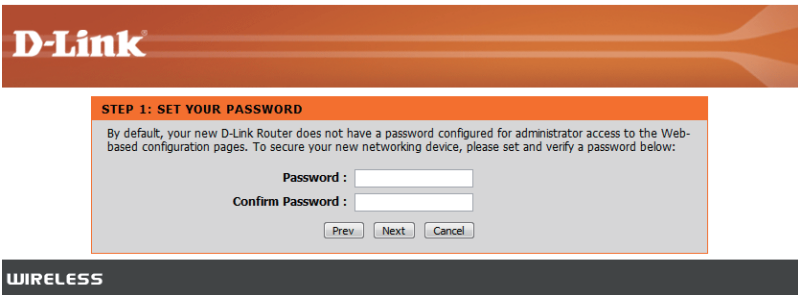 D-Link
STEP 1: SET YOUR PASSWORD
By default, your new D-Link Router does not have a password configured for administrator access to the Web-
based configuration pages. To secure your new networking device, please set and verify a password below:
Password :
Confirm Password :
Prev Next Cancel
WIRELESS